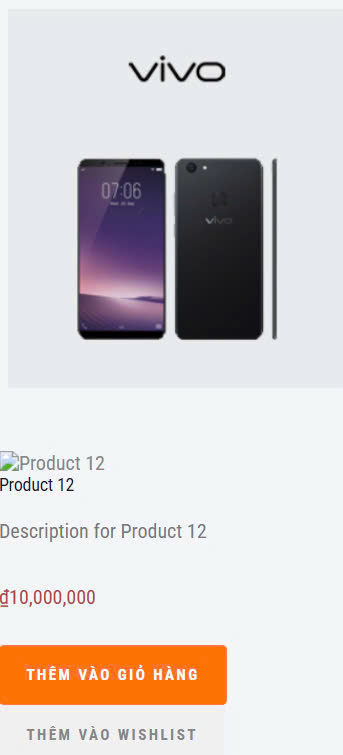 vivo
07:06
vivo
Product 12
Product 12
Description for Product 12
₫10,000,000
THÊM VÀO GIỎ HÀNG
THÊM VÀO WISHLIST